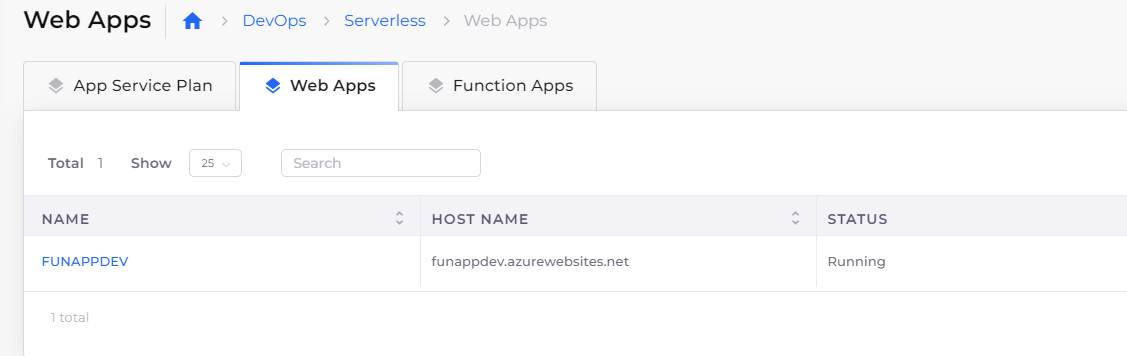 Web Apps DevOps Serverless Web Apps
App Service Plan Web Apps Function Apps
Total 1 Show 25 Search
NAME HOST NAME STATUS
FUNAPPDEV funappdev.azurewebsites.net Running
1 total